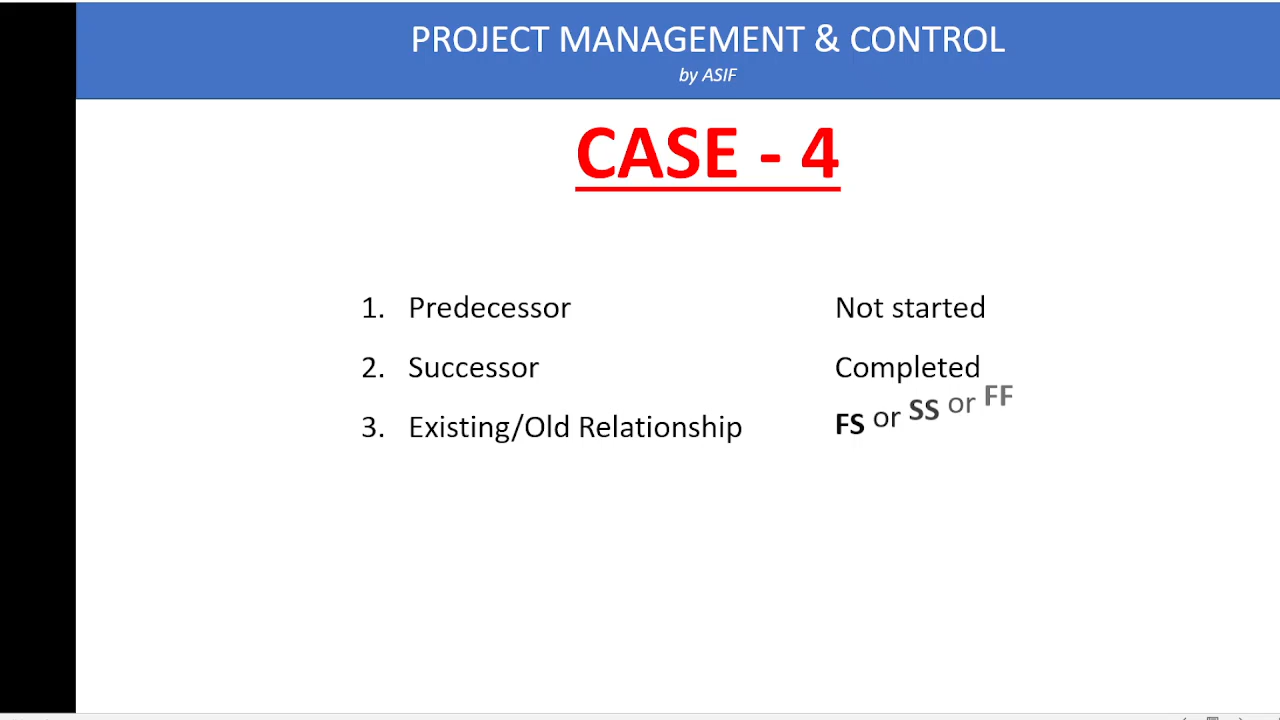 PROJECT MANAGEMENT & CONTROL
by ASIF
CASE - 4
1. Predecessor Not started
2. Successor Completed
3. Existing/Old Relationship FS or SS or FF